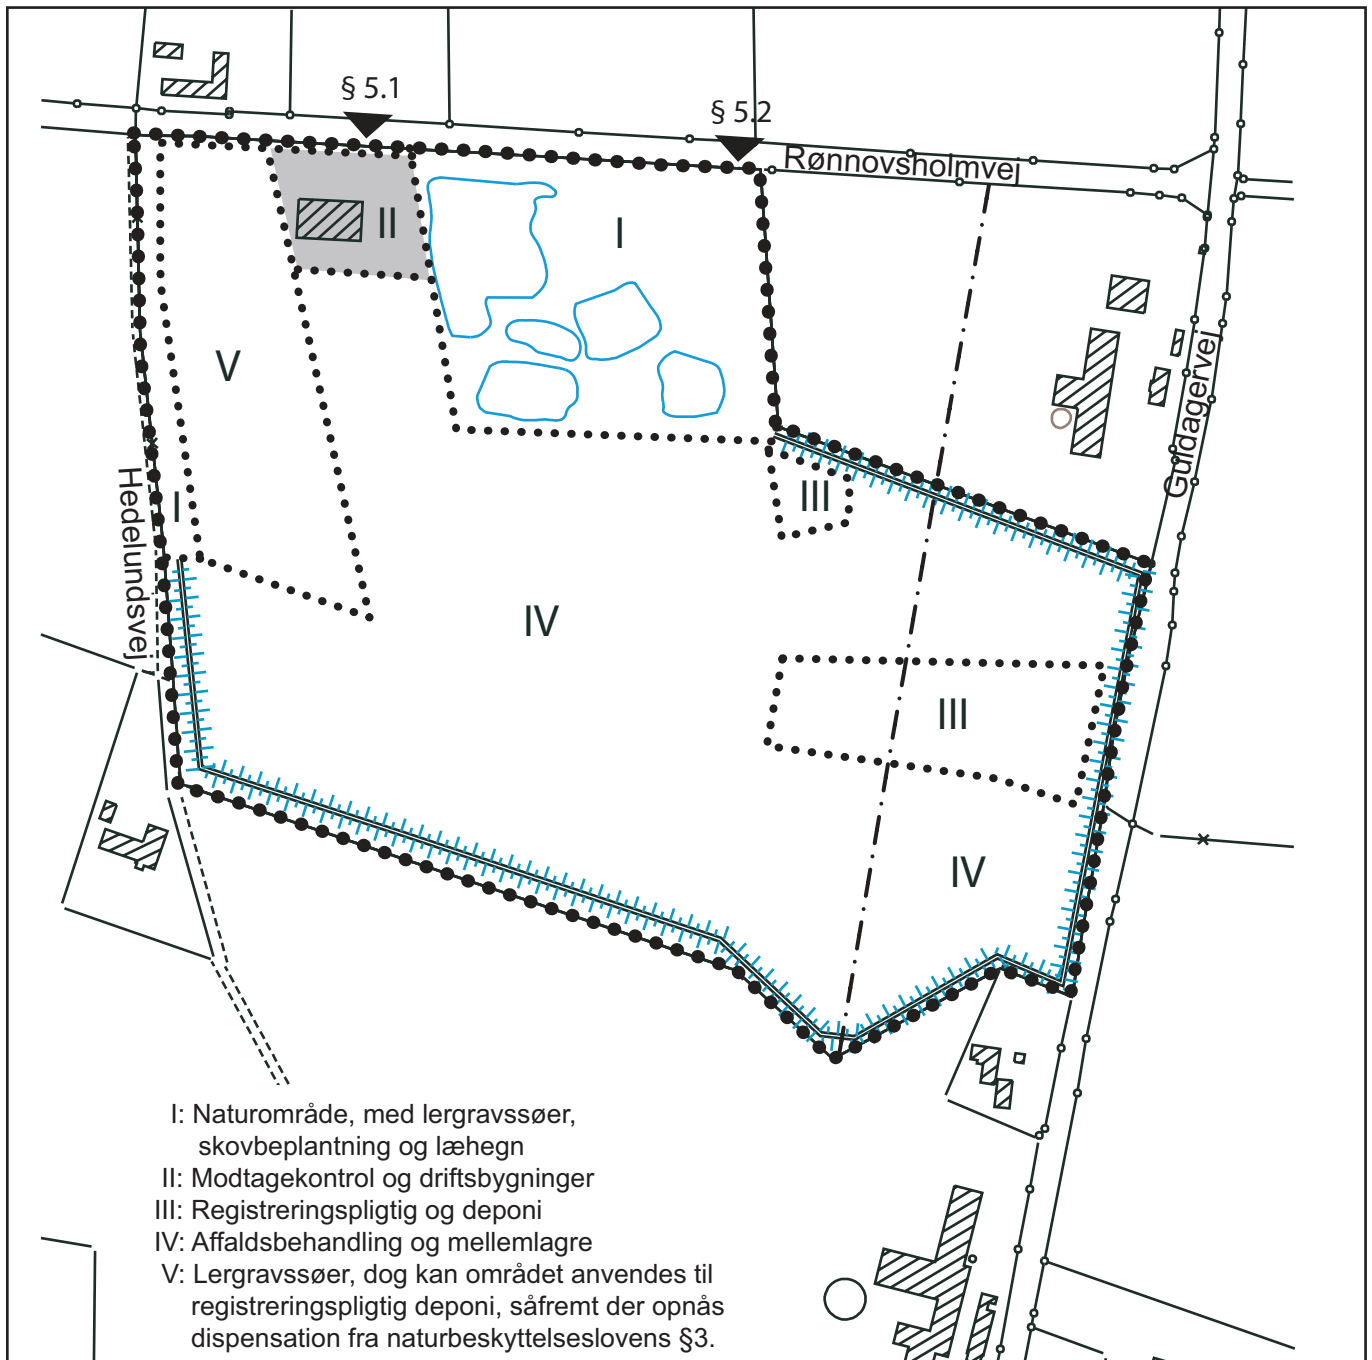 § 5.1
§ 5.2
Rønnovsholmvej
II
I
V
Guldagervej
Hedelundsvej
I
III
IV
III
IV
I: Naturområde, med lergravssøer,
skovbeplantning og læhegn
II: Modtagekontrol og driftsbygninger
III: Registreringspligtig og deponi
IV: Affaldsbehandling og mellemlagre
V: Lergravssøer, dog kan området anvendes til
registreringspligtig deponi, såfremt der opnås
dispensation fra naturbeskyttelseslovens §3.